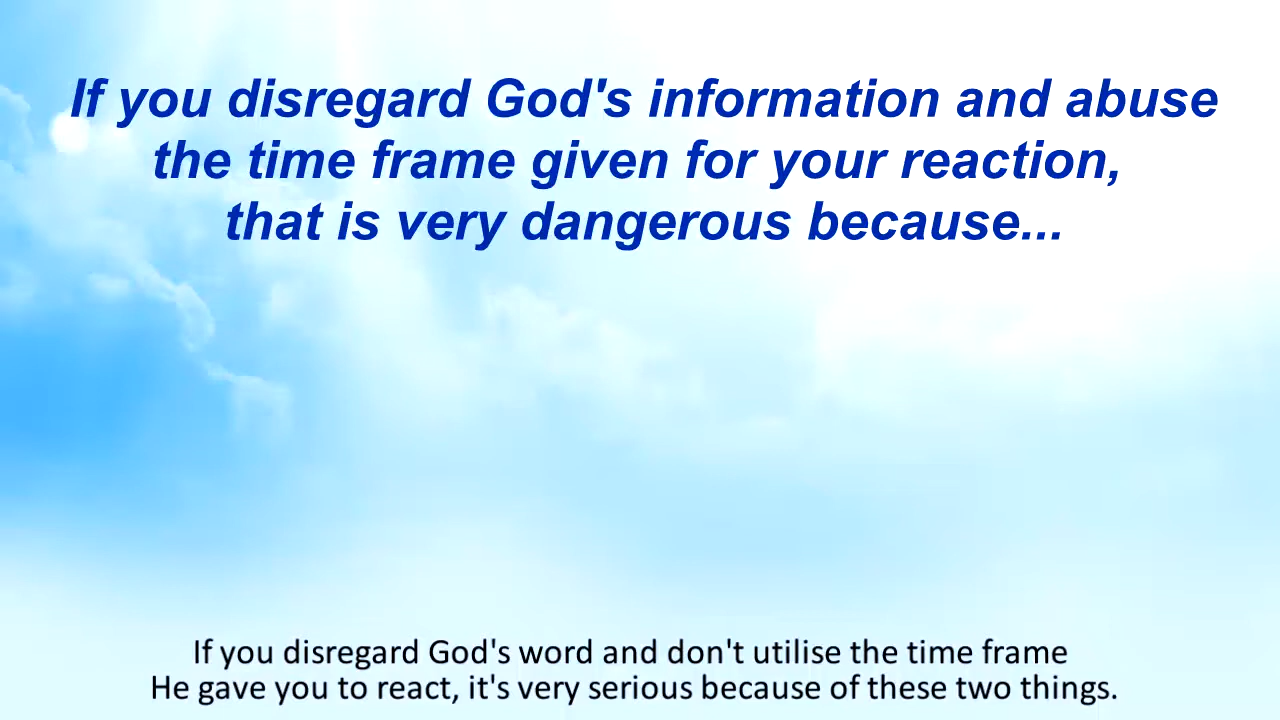 If you disregard God's information and abuse
the time frame given for your reaction,
that is very dangerous because...
If you disregard God's word and don't utilise the time frame
He gave you to react, it's very serious because of these two things.